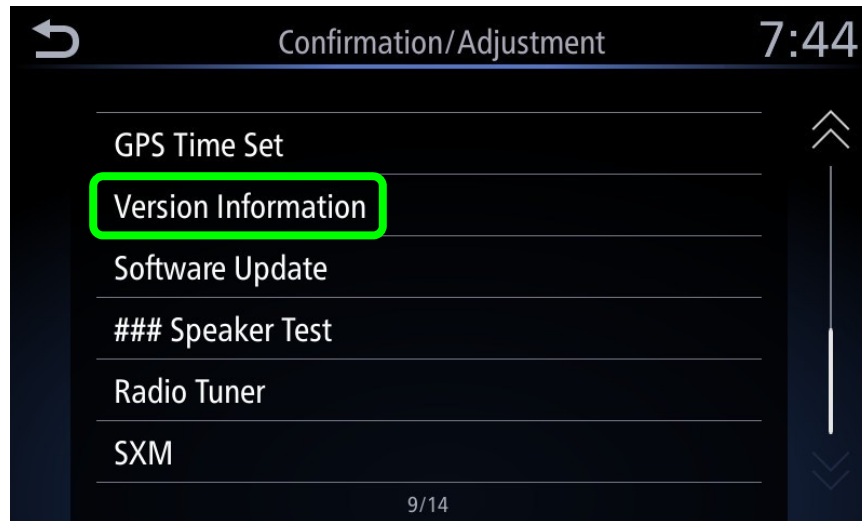 Confirmation/Adjustment 7:44
GPS Time Set
Version Information
Software Update
### Speaker Test
Radio Tuner
SXM
9/14